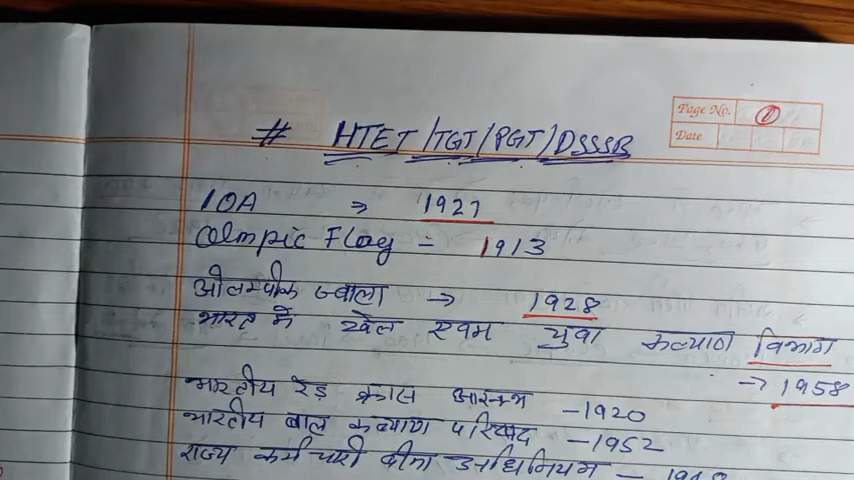 Page No. 1
Date
# HTET/TGT/PGT/DSSSB
IOA ⇒ 1927
Olmpic Flag - 1913
ओलम्पीक ज्वाला → 1928
भारत में खेल एवम युवा कल्याण विभाग
→ 1958
भारतीय रेड क्रास आरम्भ -1920
भारतीय बाल कल्याण परिषद -1952
राज्य कर्मचारी बीमा अधिनियम -